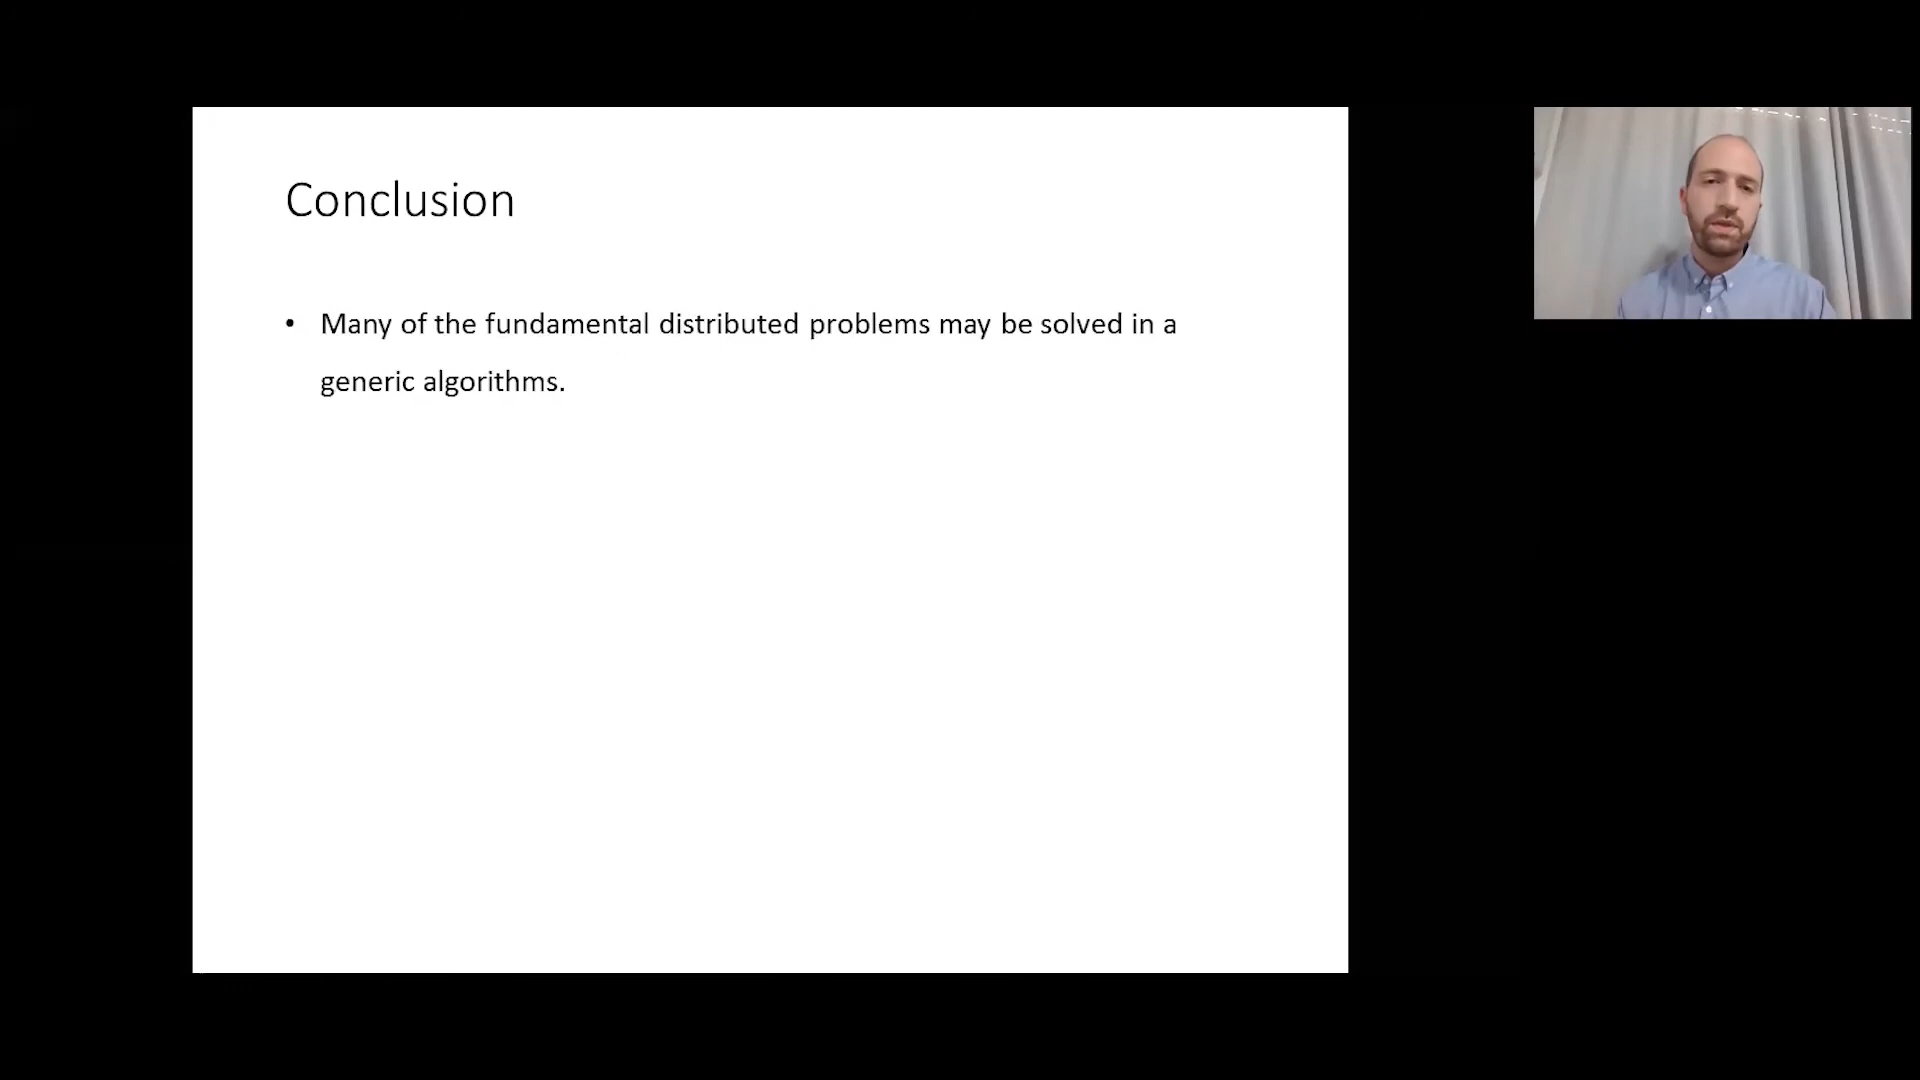 Conclusion
• Many of the fundamental distributed problems may be solved in a
generic algorithms.